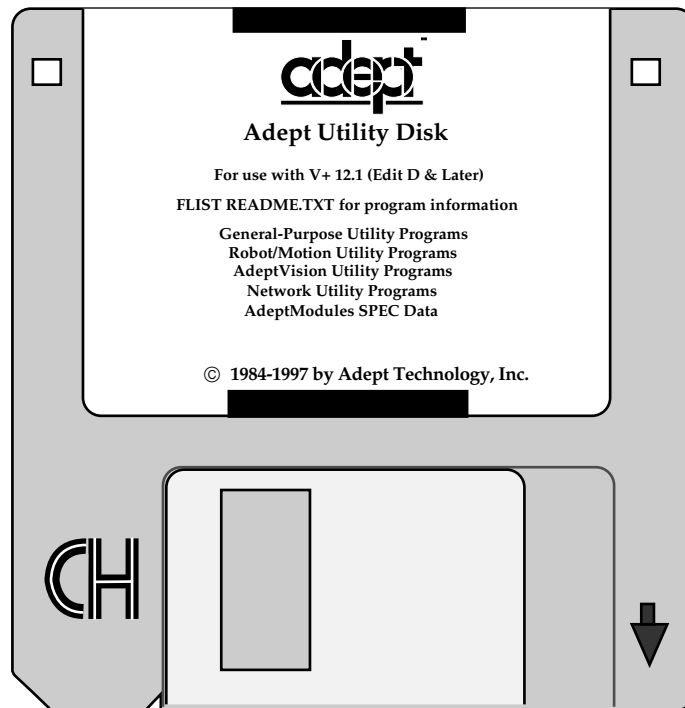 adept™
Adept Utility Disk
For use with V+ 12.1 (Edit D & Later)
FLIST README.TXT for program information
General-Purpose Utility Programs
Robot/Motion Utility Programs
AdeptVision Utility Programs
Network Utility Programs
AdeptModules SPEC Data
© 1984-1997 by Adept Technology, Inc.
CH